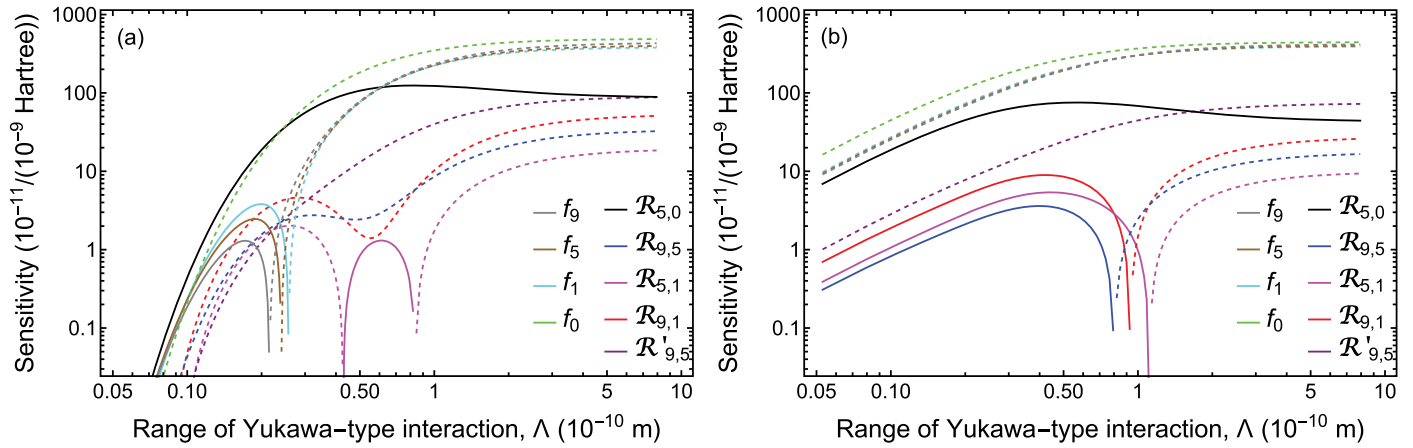 (a)
Sensitivity (10⁻¹¹/(10⁻⁹ Hartree))
1000
100
10
1
0.1
f₉ ℛ₅,₀
f₅ ℛ₉,₅
f₁ ℛ₅,₁
f₀ ℛ₉,₁
ℛ'₉,₅
0.05 0.10 0.50 1 5 10
Range of Yukawa−type interaction, Λ (10⁻¹⁰ m)
(b)
Sensitivity (10⁻¹¹/(10⁻⁹ Hartree))
1000
100
10
1
0.1
f₉ ℛ₅,₀
f₅ ℛ₉,₅
f₁ ℛ₅,₁
f₀ ℛ₉,₁
ℛ'₉,₅
0.05 0.10 0.50 1 5 10
Range of Yukawa−type interaction, Λ (10⁻¹⁰ m)